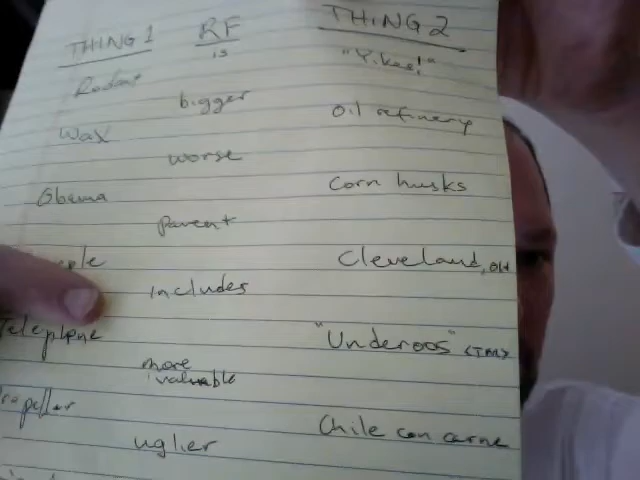 THING 1 RF THING 2
is "Yikes!"
Rodent
bigger
oil refinery
Wax
worse
Corn husks
Obama
parent
Cleveland, OH
includes
Telephone "Underoos" <TM>
more
valuable
Chile con carne
uglier